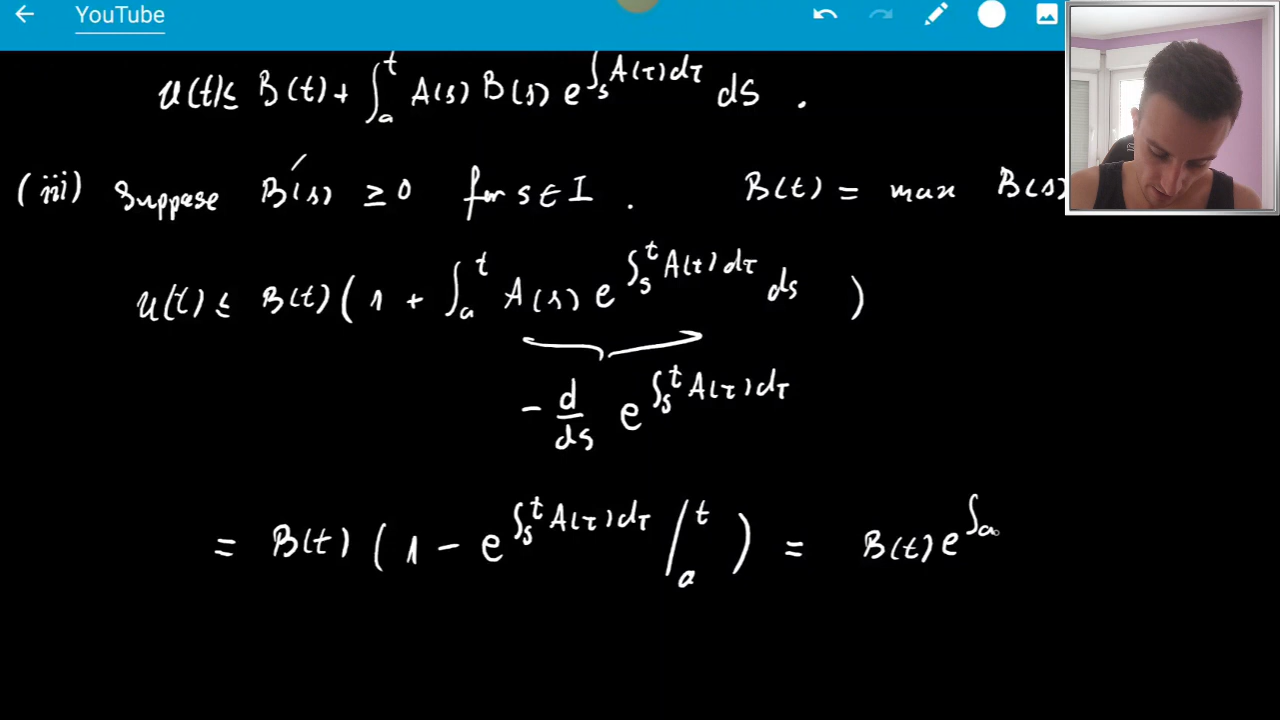 YouTube
u(t) ≤ B(t) + ∫_a^t A(s) B(s) e^{∫_s A(τ)dτ} ds .
(iii) Suppase B'(s) ≥ 0 for s ∈ I . B(t) = max B(s)
u(t) ≤ B(t) ( 1 + ∫_a^t A(s) e^{∫_s^t A(τ)dτ} ds )
- d/ds e^{∫_s^t A(τ)dτ}
= B(t) ( 1 - e^{∫_s^t A(τ)dτ} |_a^t ) = B(t) e^{∫_a